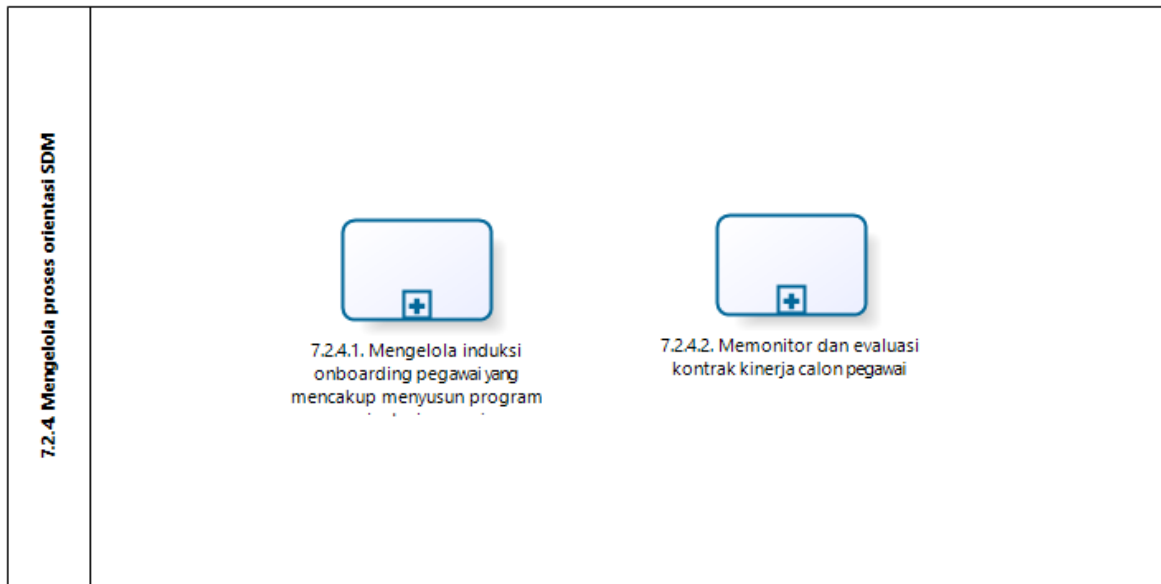 7.2.4. Mengelola proses orientasi SDM
7.2.4.1. Mengelola induksi
onboarding pegawai yang
mencakup menyusun program
7.2.4.2. Memonitor dan evaluasi
kontrak kinerja calon pegawai